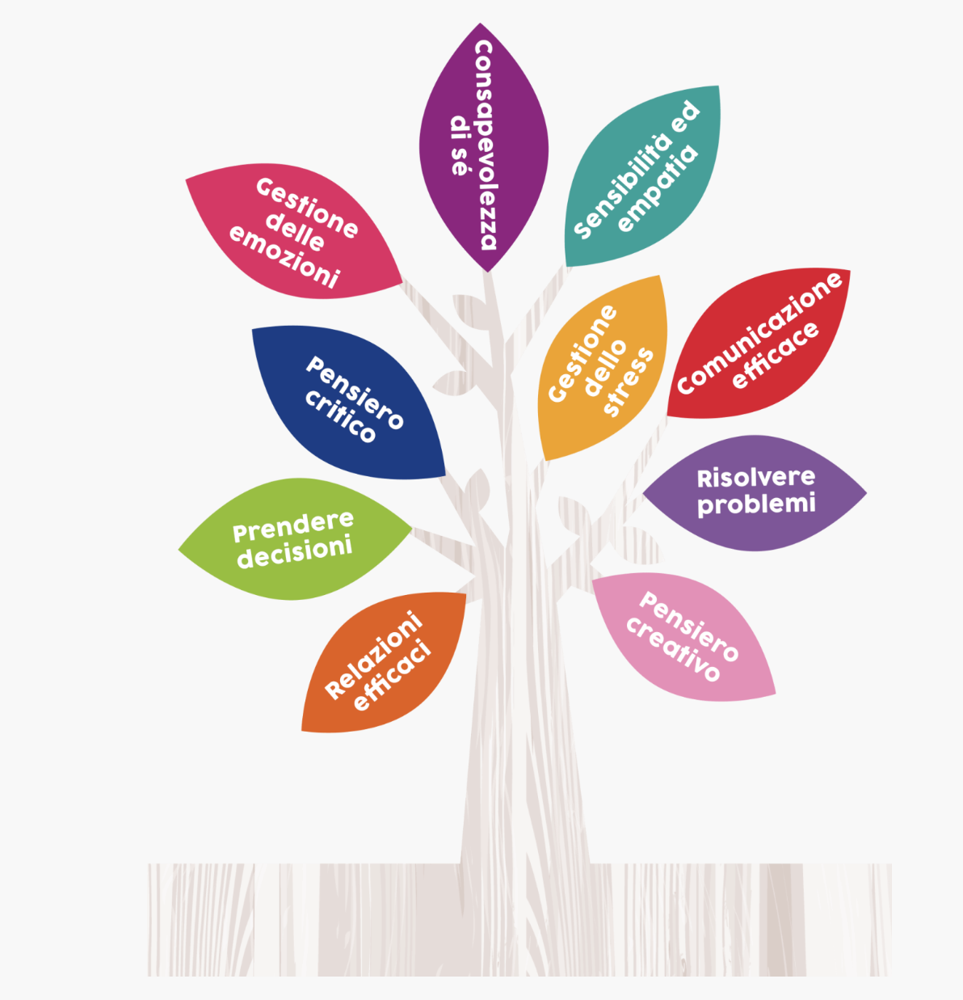 Consapevolezza
di sé
Sensibilità ed
empatia
Gestione
delle
emozioni
Gestione
dello
stress
Comunicazione
efficace
Pensiero
critico
Risolvere
problemi
Prendere
decisioni
Pensiero
creativo
Relazioni
efficaci